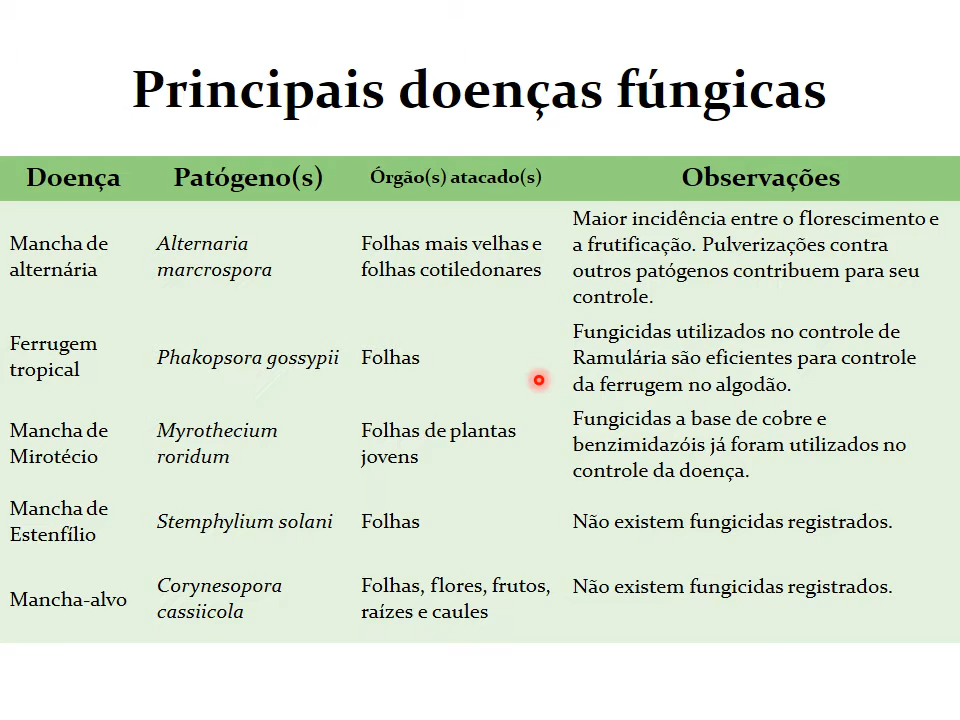 Principais doenças fúngicas
Doença
Patógeno(s)
Órgão(s) atacado(s)
Observações
Mancha de
alternária
Alternaria
marcrospora
Folhas mais velhas e
folhas cotiledonares
Maior incidência entre o florescimento e
a frutificação. Pulverizações contra
outros patógenos contribuem para seu
controle.
Ferrugem
tropical
Phakopsora gossypii
Folhas
Fungicidas utilizados no controle de
Ramulária são eficientes para controle
da ferrugem no algodão.
Mancha de
Mirotécio
Myrothecium
roridum
Folhas de plantas
jovens
Fungicidas a base de cobre e
benzimidazóis já foram utilizados no
controle da doença.
Mancha de
Estenfílio
Stemphylium solani
Folhas
Não existem fungicidas registrados.
Mancha-alvo
Corynesopora
cassiicola
Folhas, flores, frutos,
raízes e caules
Não existem fungicidas registrados.